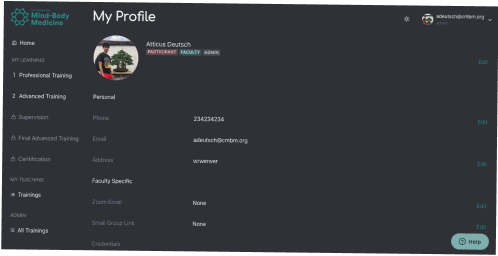 Mind-Body
Medicine
My Profile
adeutsch@cmbm.org
Admin
Home
Atticus Deutsch
PARTICIPANT FACULTY ADMIN
Edit
MY LEARNING
1 Professional Training
2 Advanced Training
Personal
Supervision
Phone
234234234
Edit
Final Advanced Training
Email
adeutsch@cmbm.org
Certification
Address
wrwerwer
Edit
MY TEACHING
Faculty Specific
Trainings
Zoom Email
None
Edit
ADMIN
Small Group Link
None
Edit
All Trainings
Credentials
Help